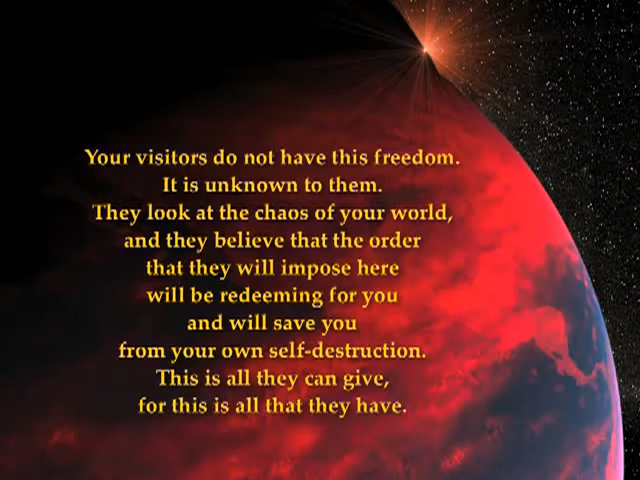 Your visitors do not have this freedom.
It is unknown to them.
They look at the chaos of your world,
and they believe that the order
that they will impose here
will be redeeming for you
and will save you
from your own self-destruction.
This is all they can give,
for this is all that they have.